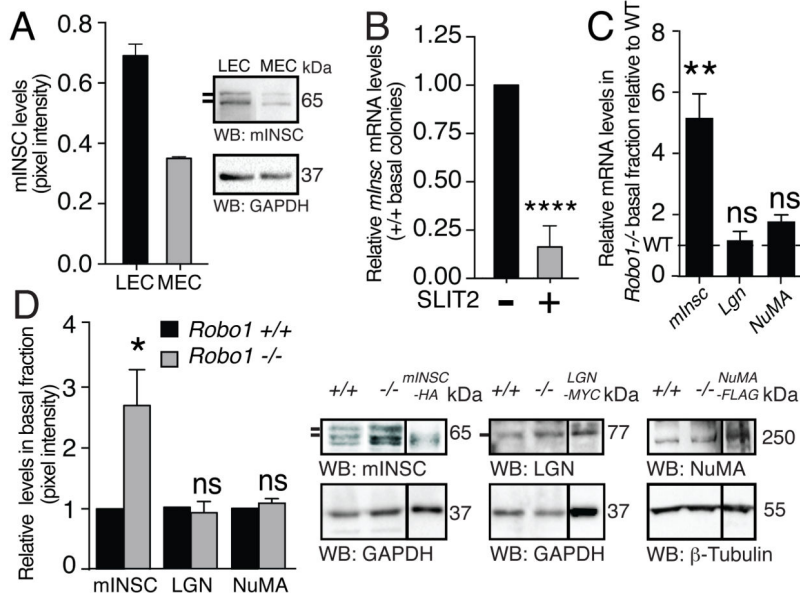 A
mINSC levels
(pixel intensity)
0.8
0.6
0.4
0.2
0.0
LEC MEC
LEC MEC kDa
65
WB: mINSC
37
WB: GAPDH
B
Relative mInsc mRNA levels
(+/+ basal colonies)
1.25
1.00
0.75
0.50
0.25
0.00
****
SLIT2 - +
C
Relative mRNA levels in
Robo1-/- basal fraction relative to WT
8
6
4
2
WT
0
**
ns
ns
mInsc
Lgn
NuMA
D
Relative levels in basal fraction
(pixel intensity)
4
3
2
1
0
Robo1 +/+
Robo1 -/-
*
ns
ns
mINSC LGN NuMA
+/+ -/- mINSC
-HA kDa
65
WB: mINSC
37
WB: GAPDH
+/+ -/- LGN
-MYC kDa
77
WB: LGN
37
WB: GAPDH
+/+ -/- NuMA
-FLAG kDa
250
WB: NuMA
55
WB: β-Tubulin